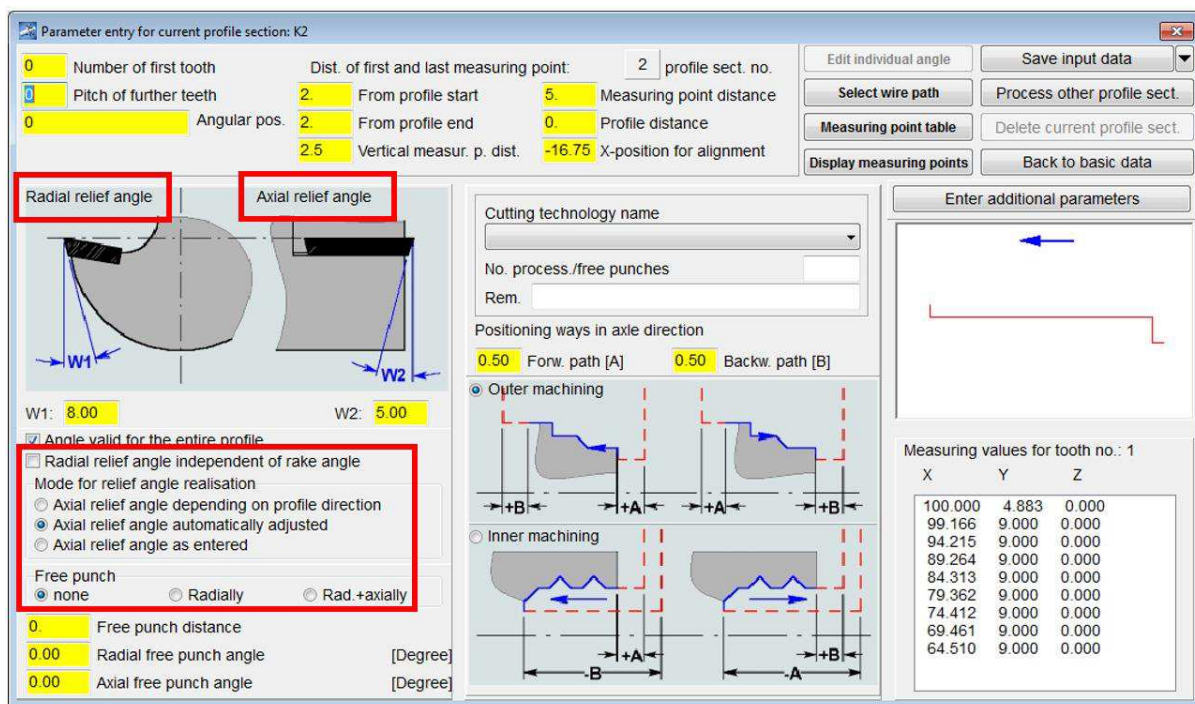 Parameter entry for current profile section: K2
0 Number of first tooth
Dist. of first and last measuring point:
2 profile sect. no.
0 Pitch of further teeth
2. From profile start
5. Measuring point distance
0 Angular pos.
2. From profile end
0. Profile distance
2.5 Vertical measur. p. dist.
-16.75 X-position for alignment
Edit individual angle
Save input data
Select wire path
Process other profile sect.
Measuring point table
Delete current profile sect.
Display measuring points
Back to basic data
Radial relief angle
Axial relief angle
W1
W2
W1: 8.00
W2: 5.00
Angle valid for the entire profile
Radial relief angle independent of rake angle
Mode for relief angle realisation
Axial relief angle depending on profile direction
Axial relief angle automatically adjusted
Axial relief angle as entered
Free punch
none
Radially
Rad.+axially
0. Free punch distance
0.00 Radial free punch angle [Degree]
0.00 Axial free punch angle [Degree]
Cutting technology name
No. process./free punches
Rem.
Positioning ways in axle direction
0.50 Forw. path [A]
0.50 Backw. path [B]
Outer machining
+B
+A
+A
+B
Inner machining
+A
-B
+B
-A
Enter additional parameters
Measuring values for tooth no.: 1
X Y Z
100.000 4.883 0.000
99.166 9.000 0.000
94.215 9.000 0.000
89.264 9.000 0.000
84.313 9.000 0.000
79.362 9.000 0.000
74.412 9.000 0.000
69.461 9.000 0.000
64.510 9.000 0.000